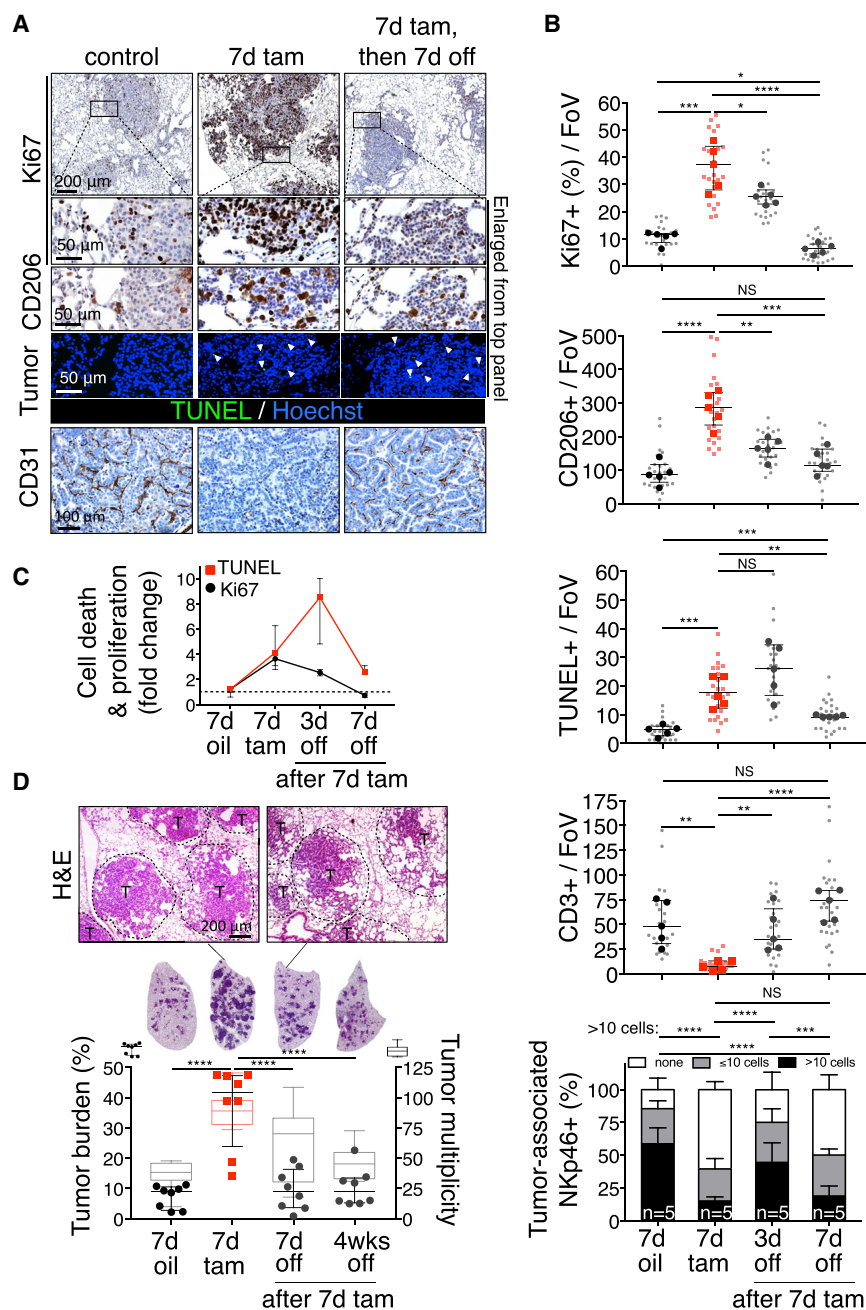 A
control
7d tam
7d tam,
then 7d off
Ki67
200 µm
50 µm
CD206
50 µm
Tumor
50 µm
Enlarged from top panel
TUNEL / Hoechst
CD31
100 µm
B
Ki67+ (%) / FoV
60
50
40
30
20
10
0
*
****
***
*
CD206+ / FoV
500
400
300
200
100
0
NS
***
****
**
TUNEL+ / FoV
60
50
40
30
20
10
0
***
**
NS
***
CD3+ / FoV
175
150
125
100
75
50
25
0
NS
****
**
**
Tumor-associated
NKp46+ (%)
100
75
50
25
0
NS
****
>10 cells:
****
***
****
none
≤10 cells
>10 cells
n=5
n=5
n=5
n=5
7d
oil
7d
tam
3d
off
7d
off
after 7d tam
C
TUNEL
Ki67
Cell death
& proliferation
(fold change)
10
8
6
4
2
0
7d
oil
7d
tam
3d
off
7d
off
after 7d tam
D
H&E
T
T
T
T
T
T
T
T
T
200 µm
Tumor burden (%)
50
40
30
20
10
0
****
****
****
Tumor multiplicity
125
100
75
50
25
0
7d
oil
7d
tam
7d
off
4wks
off
after 7d tam